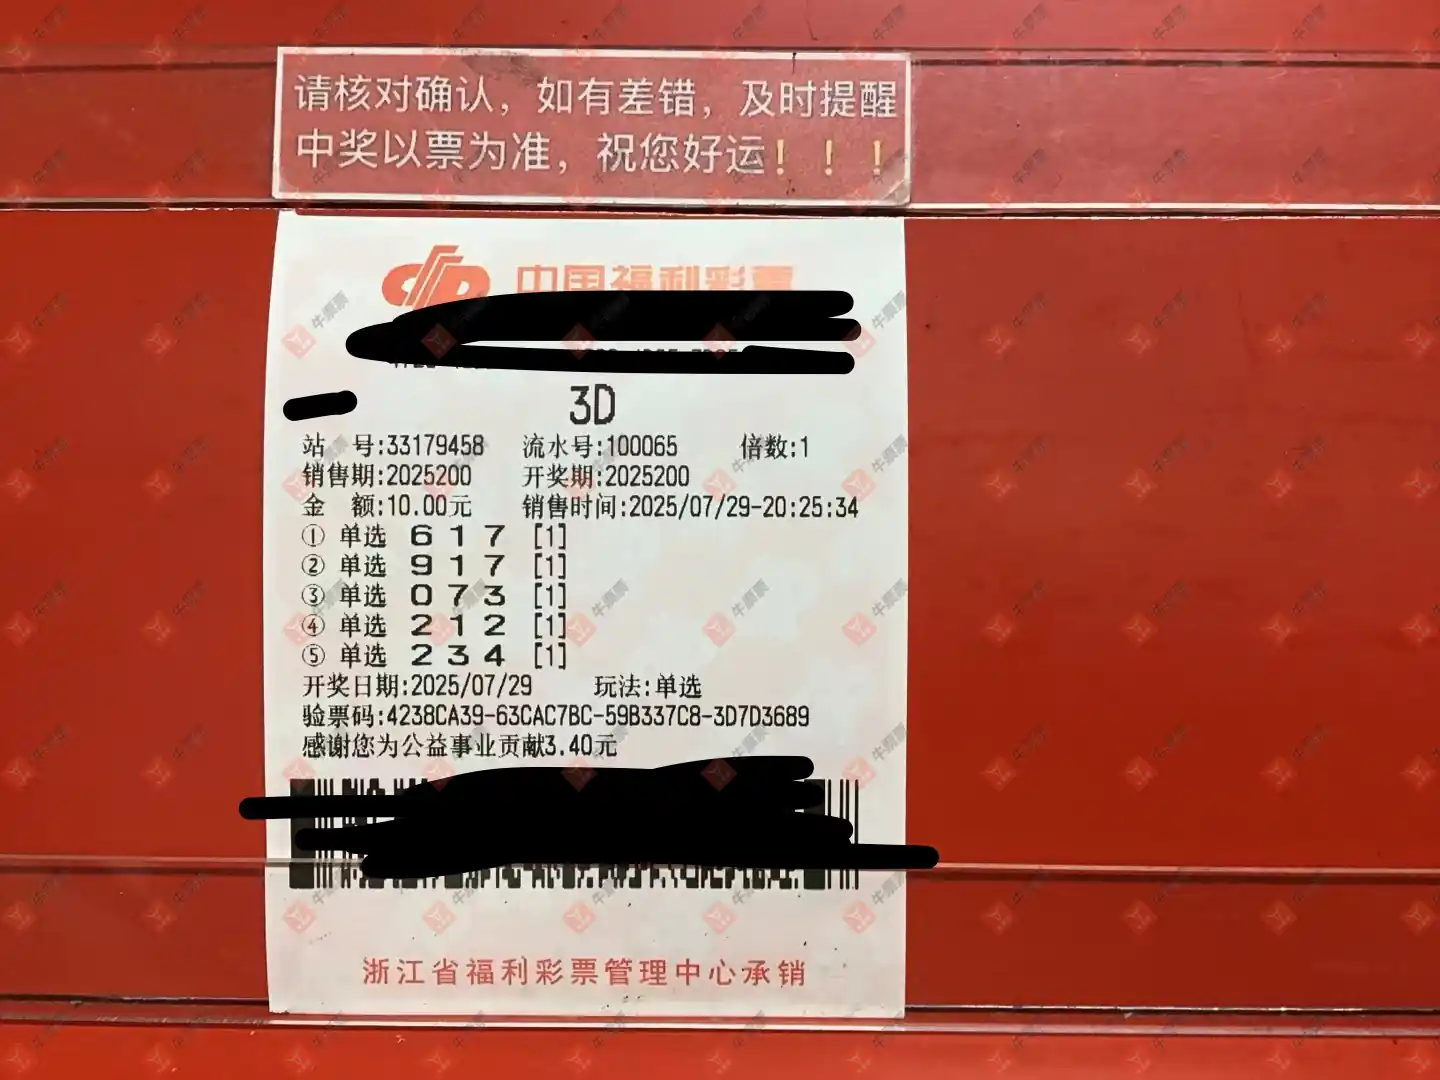 请核对确认，如有差错，及时提醒
中奖以票为准，祝您好运！！！
中国福利彩票
3D
站 号:33179458 流水号:100065 倍数:1
销售期:2025200 开奖期:2025200
金 额:10.00元 销售时间:2025/07/29-20:25:34
① 单选 6 1 7 [1]
② 单选 9 1 7 [1]
③ 单选 0 7 3 [1]
④ 单选 2 1 2 [1]
⑤ 单选 2 3 4 [1]
开奖日期:2025/07/29 玩法:单选
验票码:4238CA39-63CAC7BC-59B337C8-3D7D3689
感谢您为公益事业贡献3.40元
浙江省福利彩票管理中心承销
牛票票